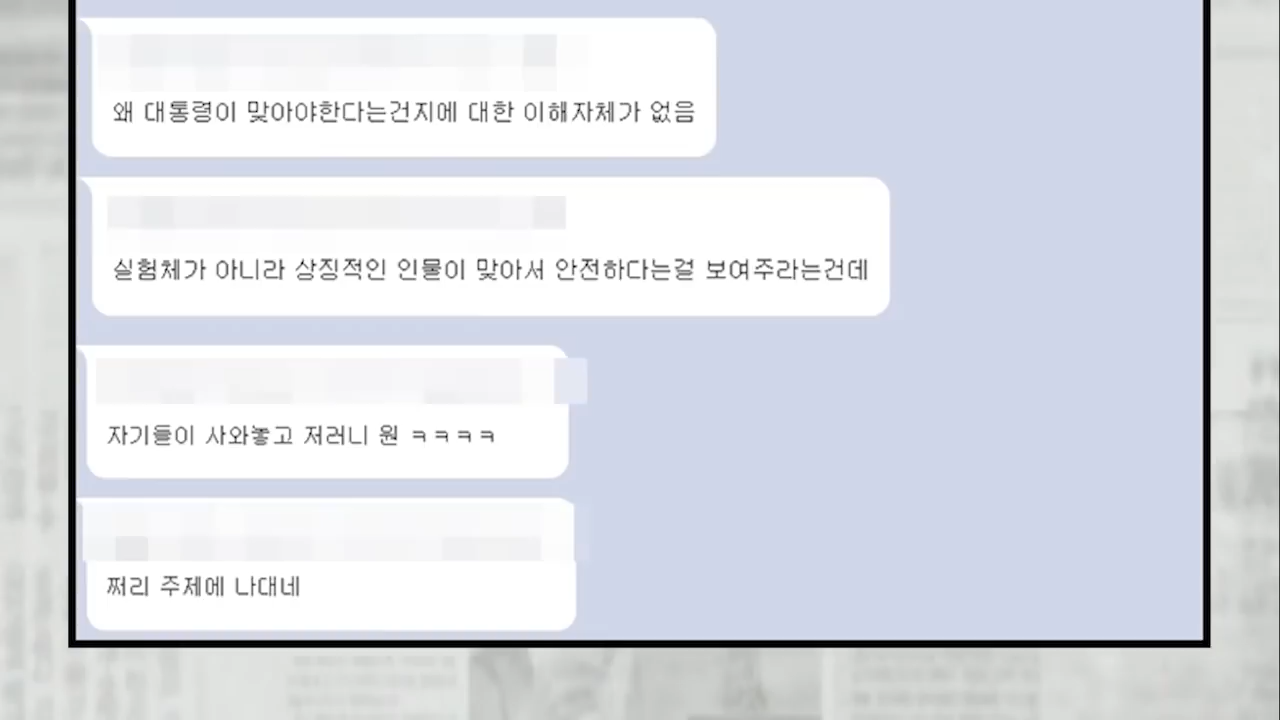 왜 대통령이 맞아야한다는건지에 대한 이해자체가 없음
실험체가 아니라 상징적인 인물이 맞아서 안전하다는걸 보여주라는건데
자기들이 사와놓고 저러니 원 ㅋㅋㅋㅋ
쩌리 주제에 나대네